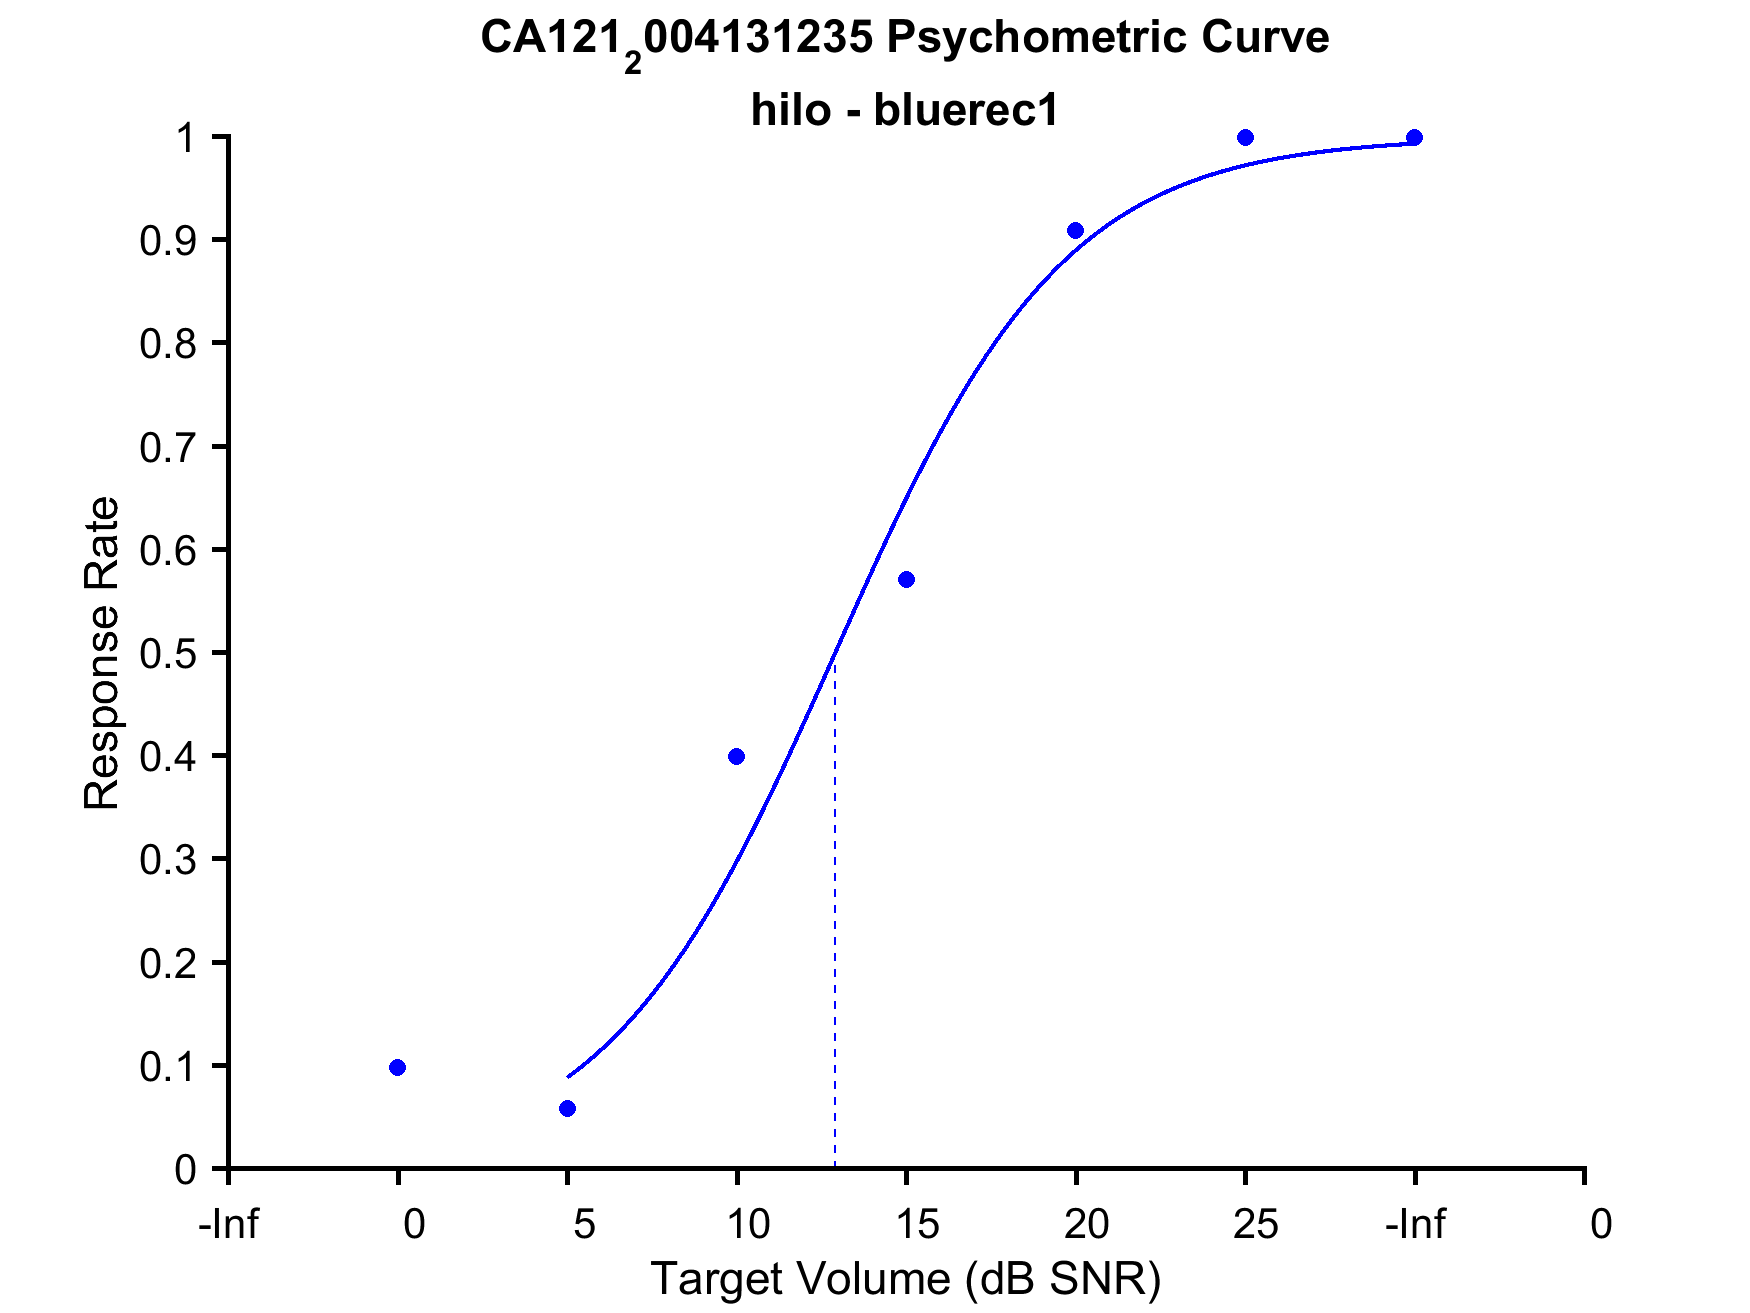 CA121₂004131235 Psychometric Curve
hilo - bluerec1
1
0.9
0.8
0.7
0.6
0.5
0.4
0.3
0.2
0.1
0
Response Rate
-Inf 0 5 10 15 20 25 -Inf 0
Target Volume (dB SNR)